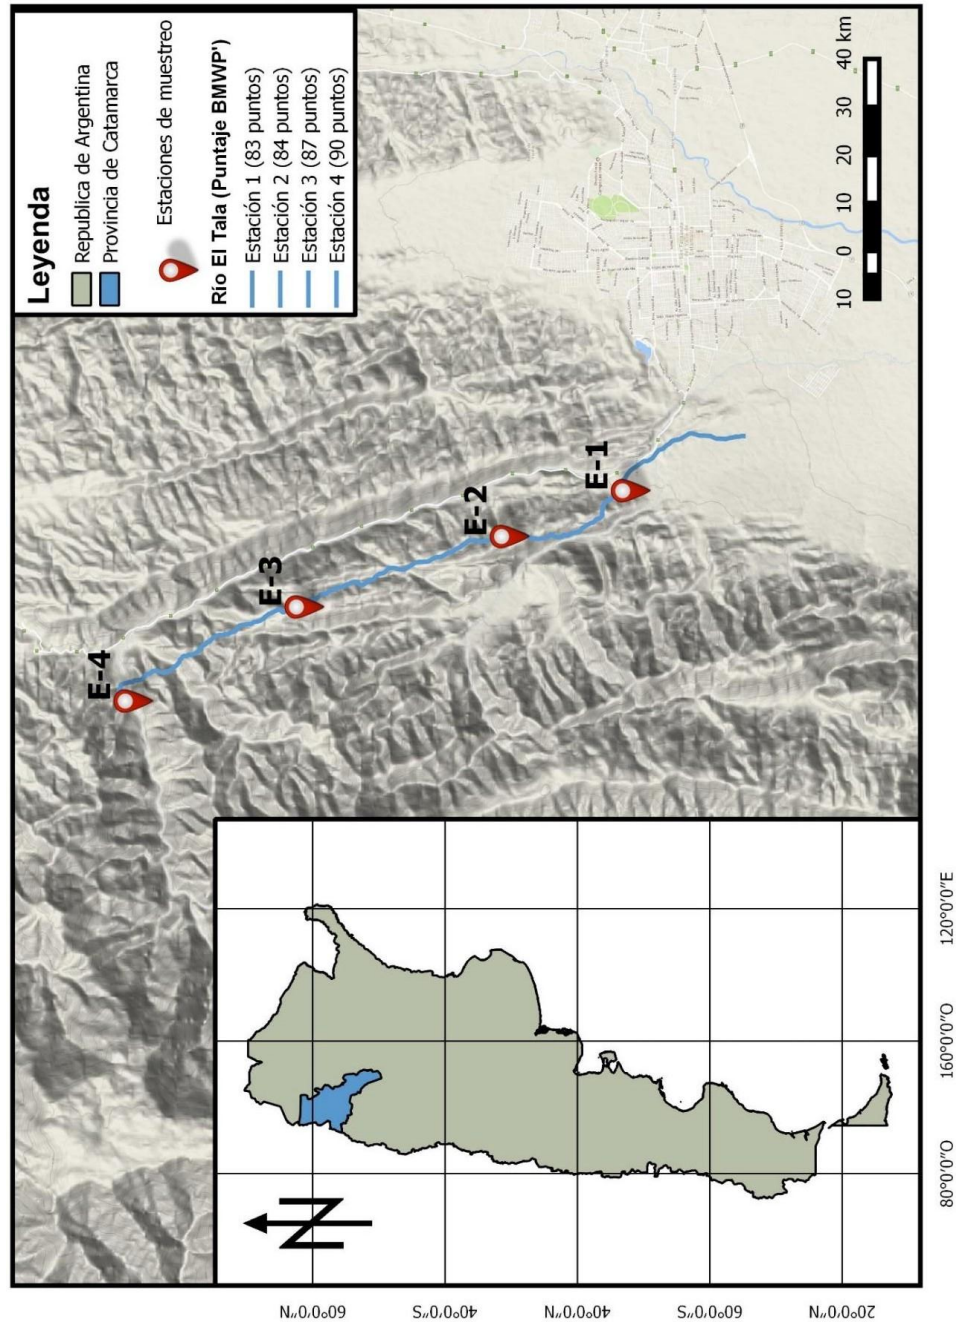 Leyenda
Republica de Argentina
Provincia de Catamarca
Estaciones de muestreo
Río El Tala (Puntaje BMWP')
Estación 1 (83 puntos)
Estación 2 (84 puntos)
Estación 3 (87 puntos)
Estación 4 (90 puntos)
E-4
E-3
E-2
E-1
10 0 10 20 30 40 km
N
80°0'0"O 160°0'0"O 120°0'0"E
60°0'0"N
40°0'0"S
40°0'0"N
60°0'0"S
20°0'0"N